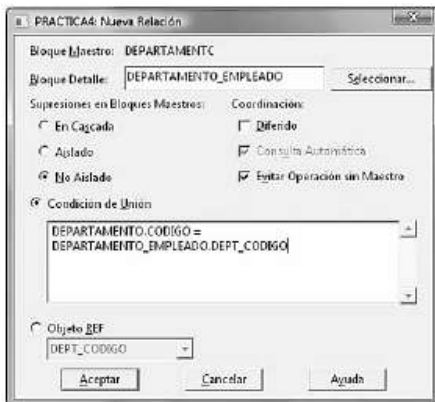 PRACTICA4: Nueva Relación
Bloque Maestro: DEPARTAMENTO
Bloque Detalle: DEPARTAMENTO_EMPLEADO Seleccionar...
Supresiones en Bloques Maestros: Coordinación:
En Cascada Diferido
Aislado Consulta Automática
No Aislado Evitar Operación sin Maestro
Condición de Unión
DEPARTAMENTO.CODIGO =
DEPARTAMENTO_EMPLEADO.DEPT_CODIGO
Objeto REF
DEPT_CODIGO
Aceptar Cancelar Ayuda